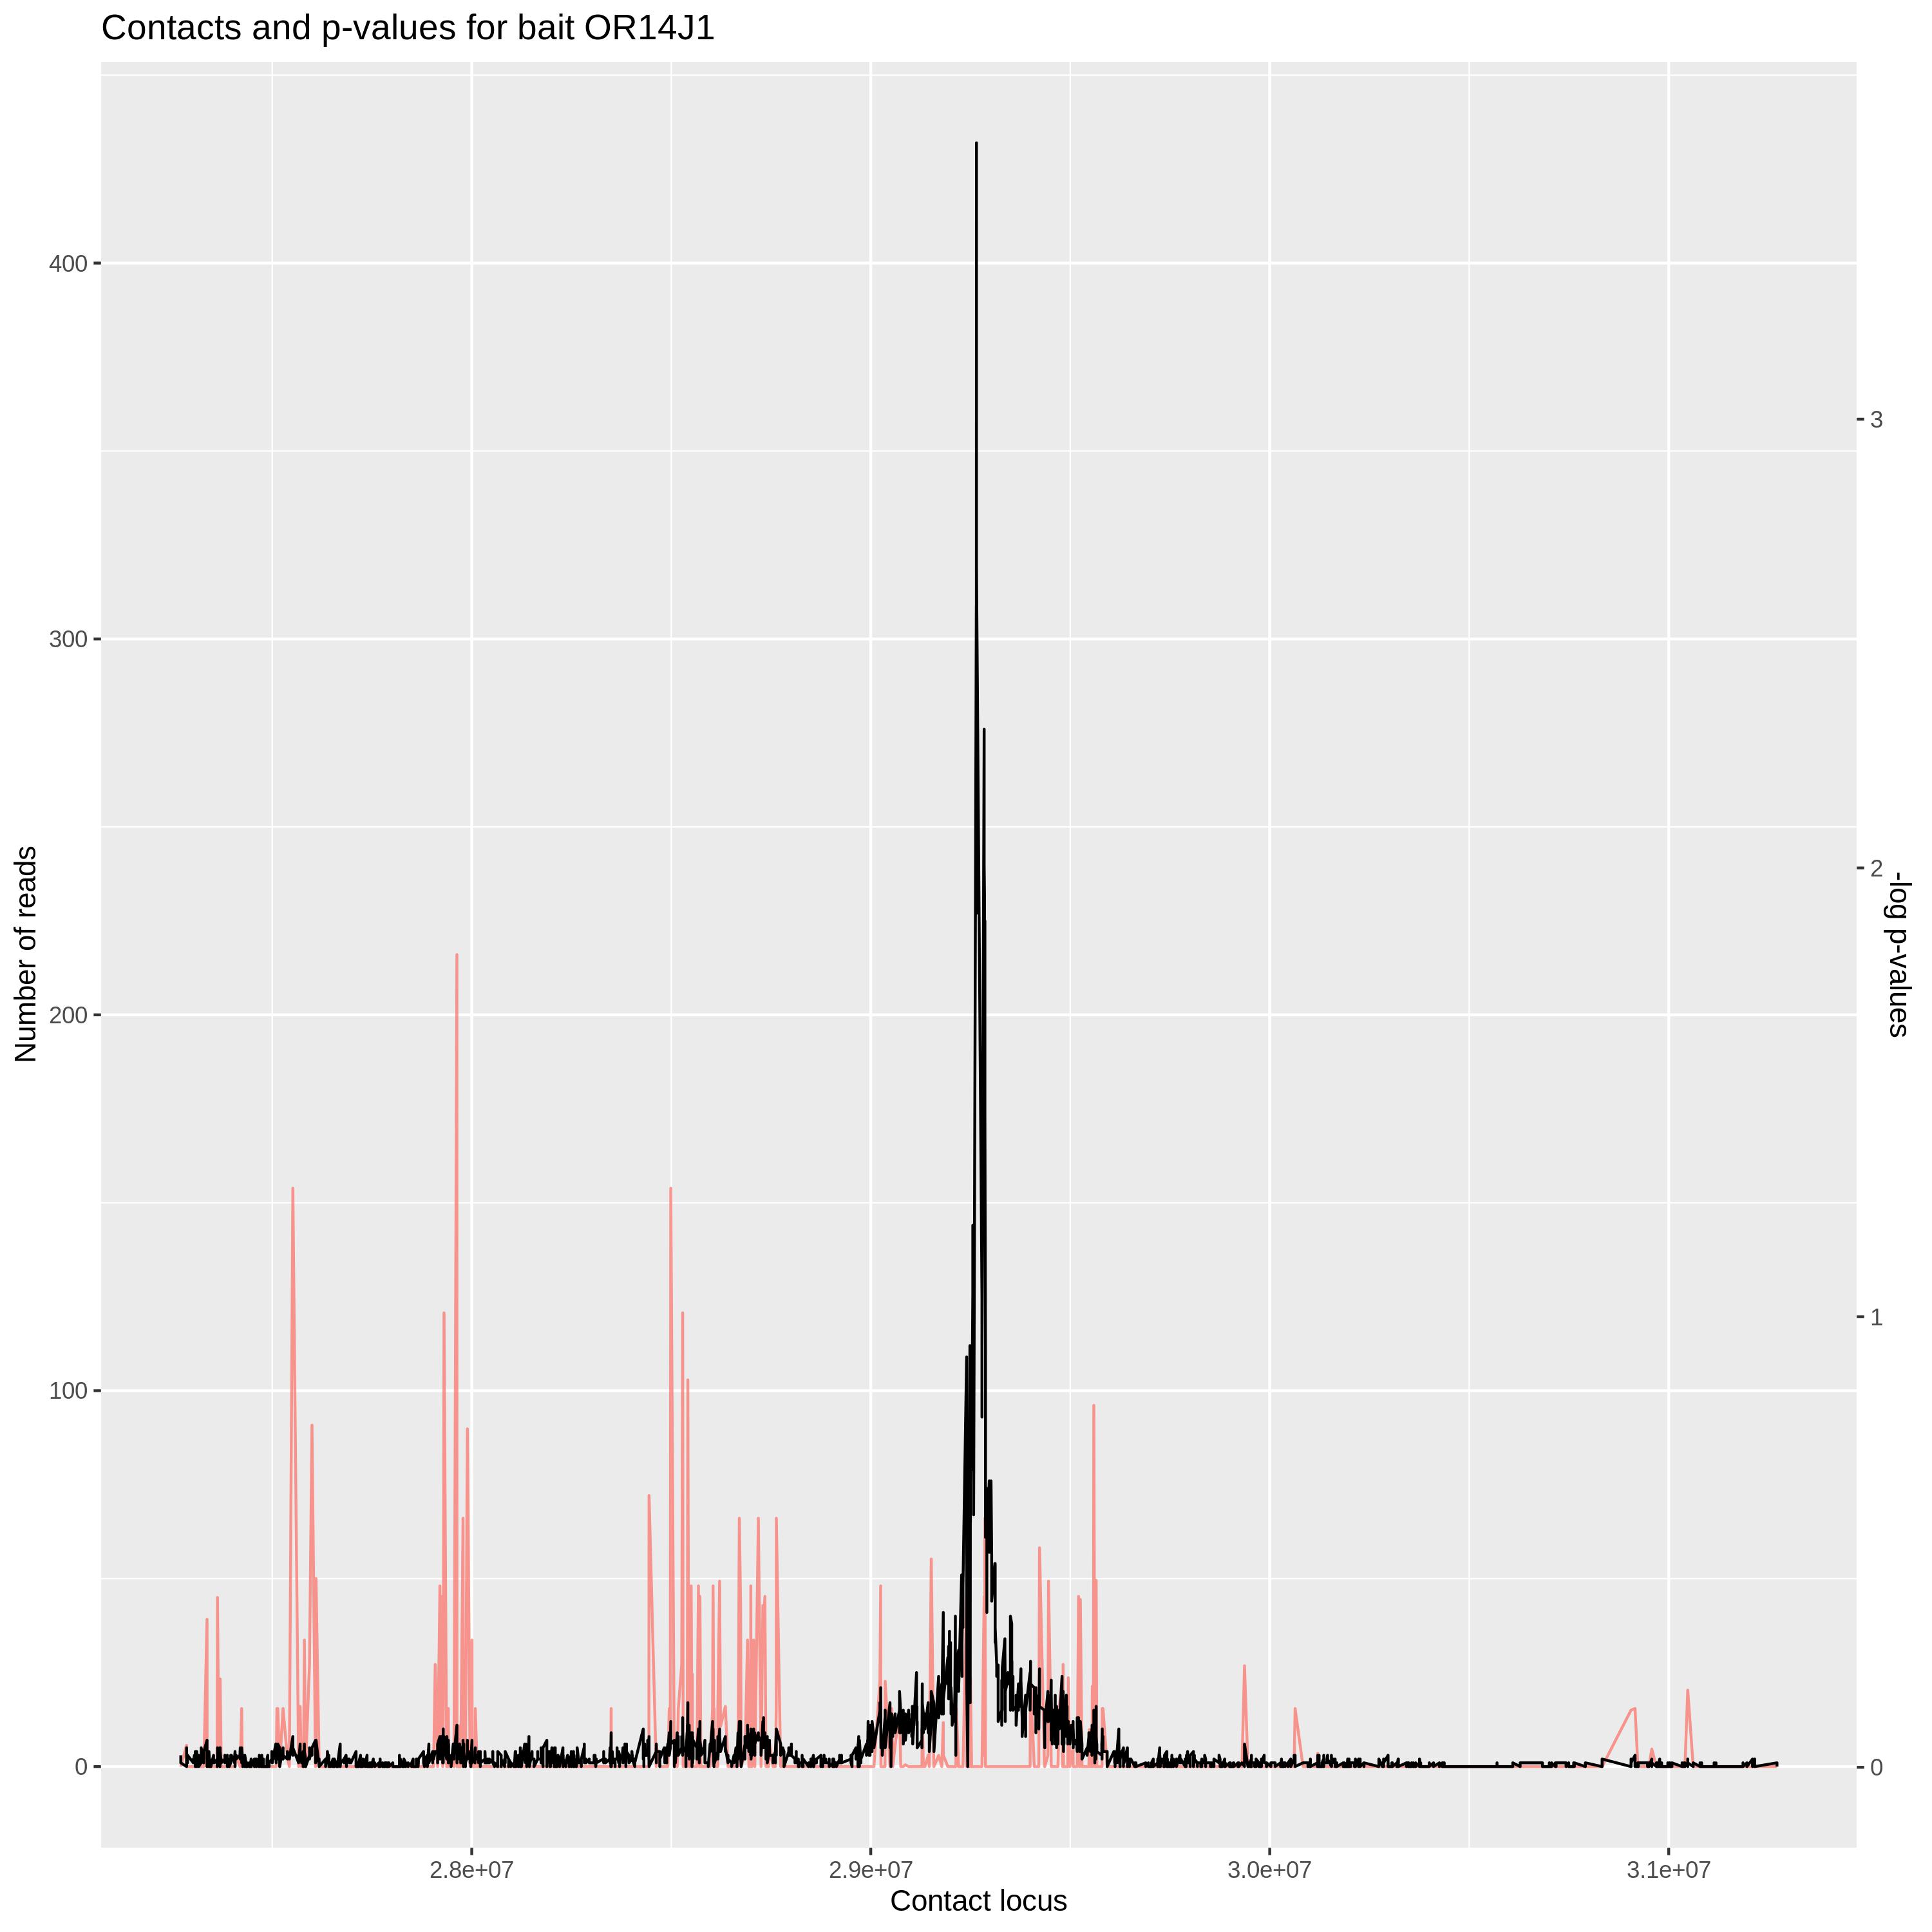 Contacts and p-values for bait OR14J1
Number of reads
400
300
200
100
0
3
2
1
0
-log p-values
2.8e+07 2.9e+07 3.0e+07 3.1e+07
Contact locus